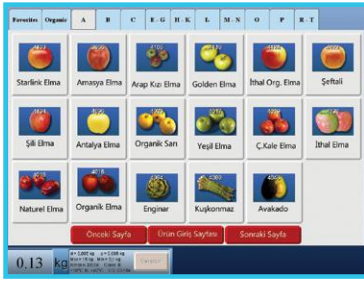 Favorites Organic A B C E - G H - K L M - N O P R - T
Starlink Elma Amasya Elma Arap Kızı Elma Golden Elma İthal Org. Elma Şeftali
Şili Elma Antalya Elma Organik Sarı Yeşil Elma Ç.Kale Elma İthal Elma
Naturel Elma Organik Elma Enginar Kuşkonmaz Avakado
Önceki Sayfa Ürün Giriş Sayfası Sonraki Sayfa
0.13 kg